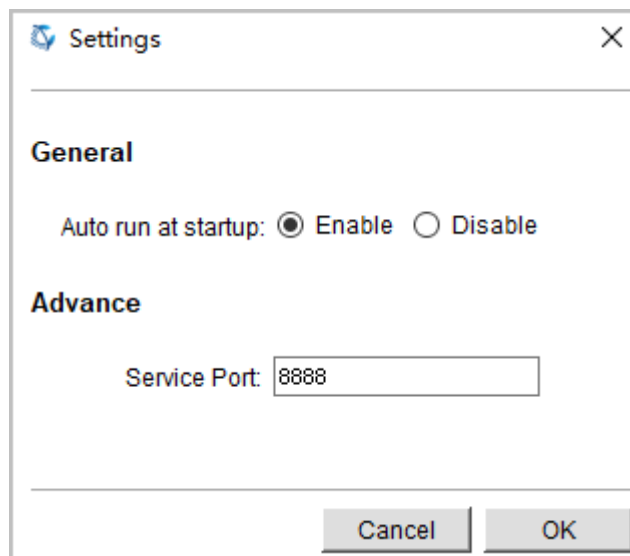 Settings
General
Auto run at startup: Enable Disable
Advance
Service Port: 8888
Cancel OK